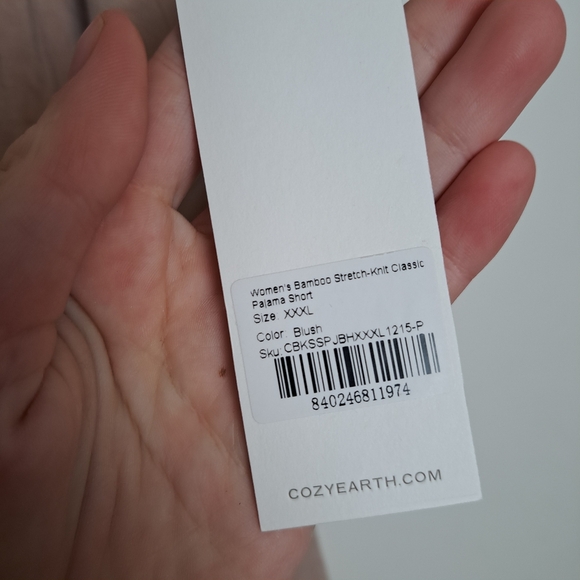 Women's Bamboo Stretch-Knit Classic
Pajama Short
Size XXXL
Color Blush
Sku: CBKSSPJBHXXXL1215-P
840246811974
COZYEARTH.COM